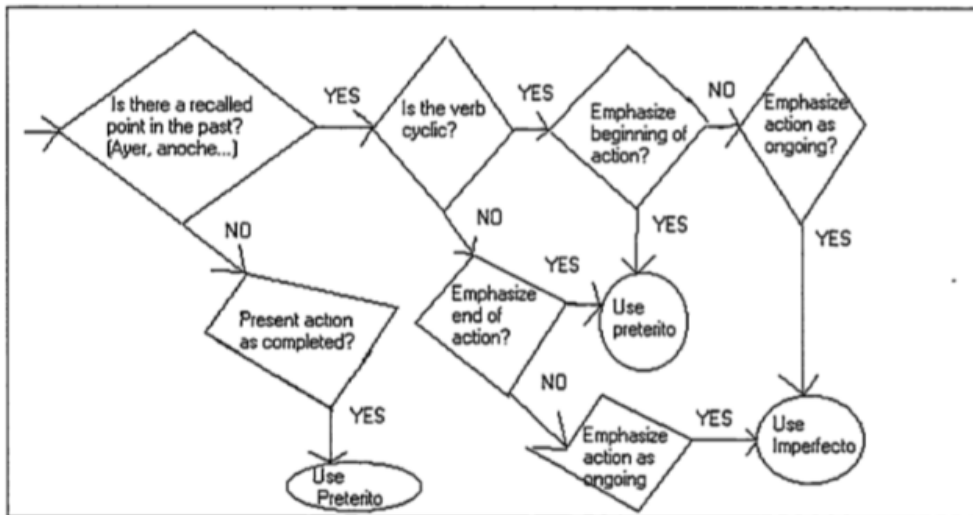 Is there a recalled
point in the past?
(Ayer, anoche...)
YES
Is the verb
cyclic?
YES
Emphasize
beginning of
action?
NO
Emphasize
action as
ongoing?
NO
Present action
as completed?
YES
Use
Preterito
NO
Emphasize
end of
action?
YES
YES
Use
preterito
NO
Emphasize
action as
ongoing
YES
YES
Use
Imperfecto